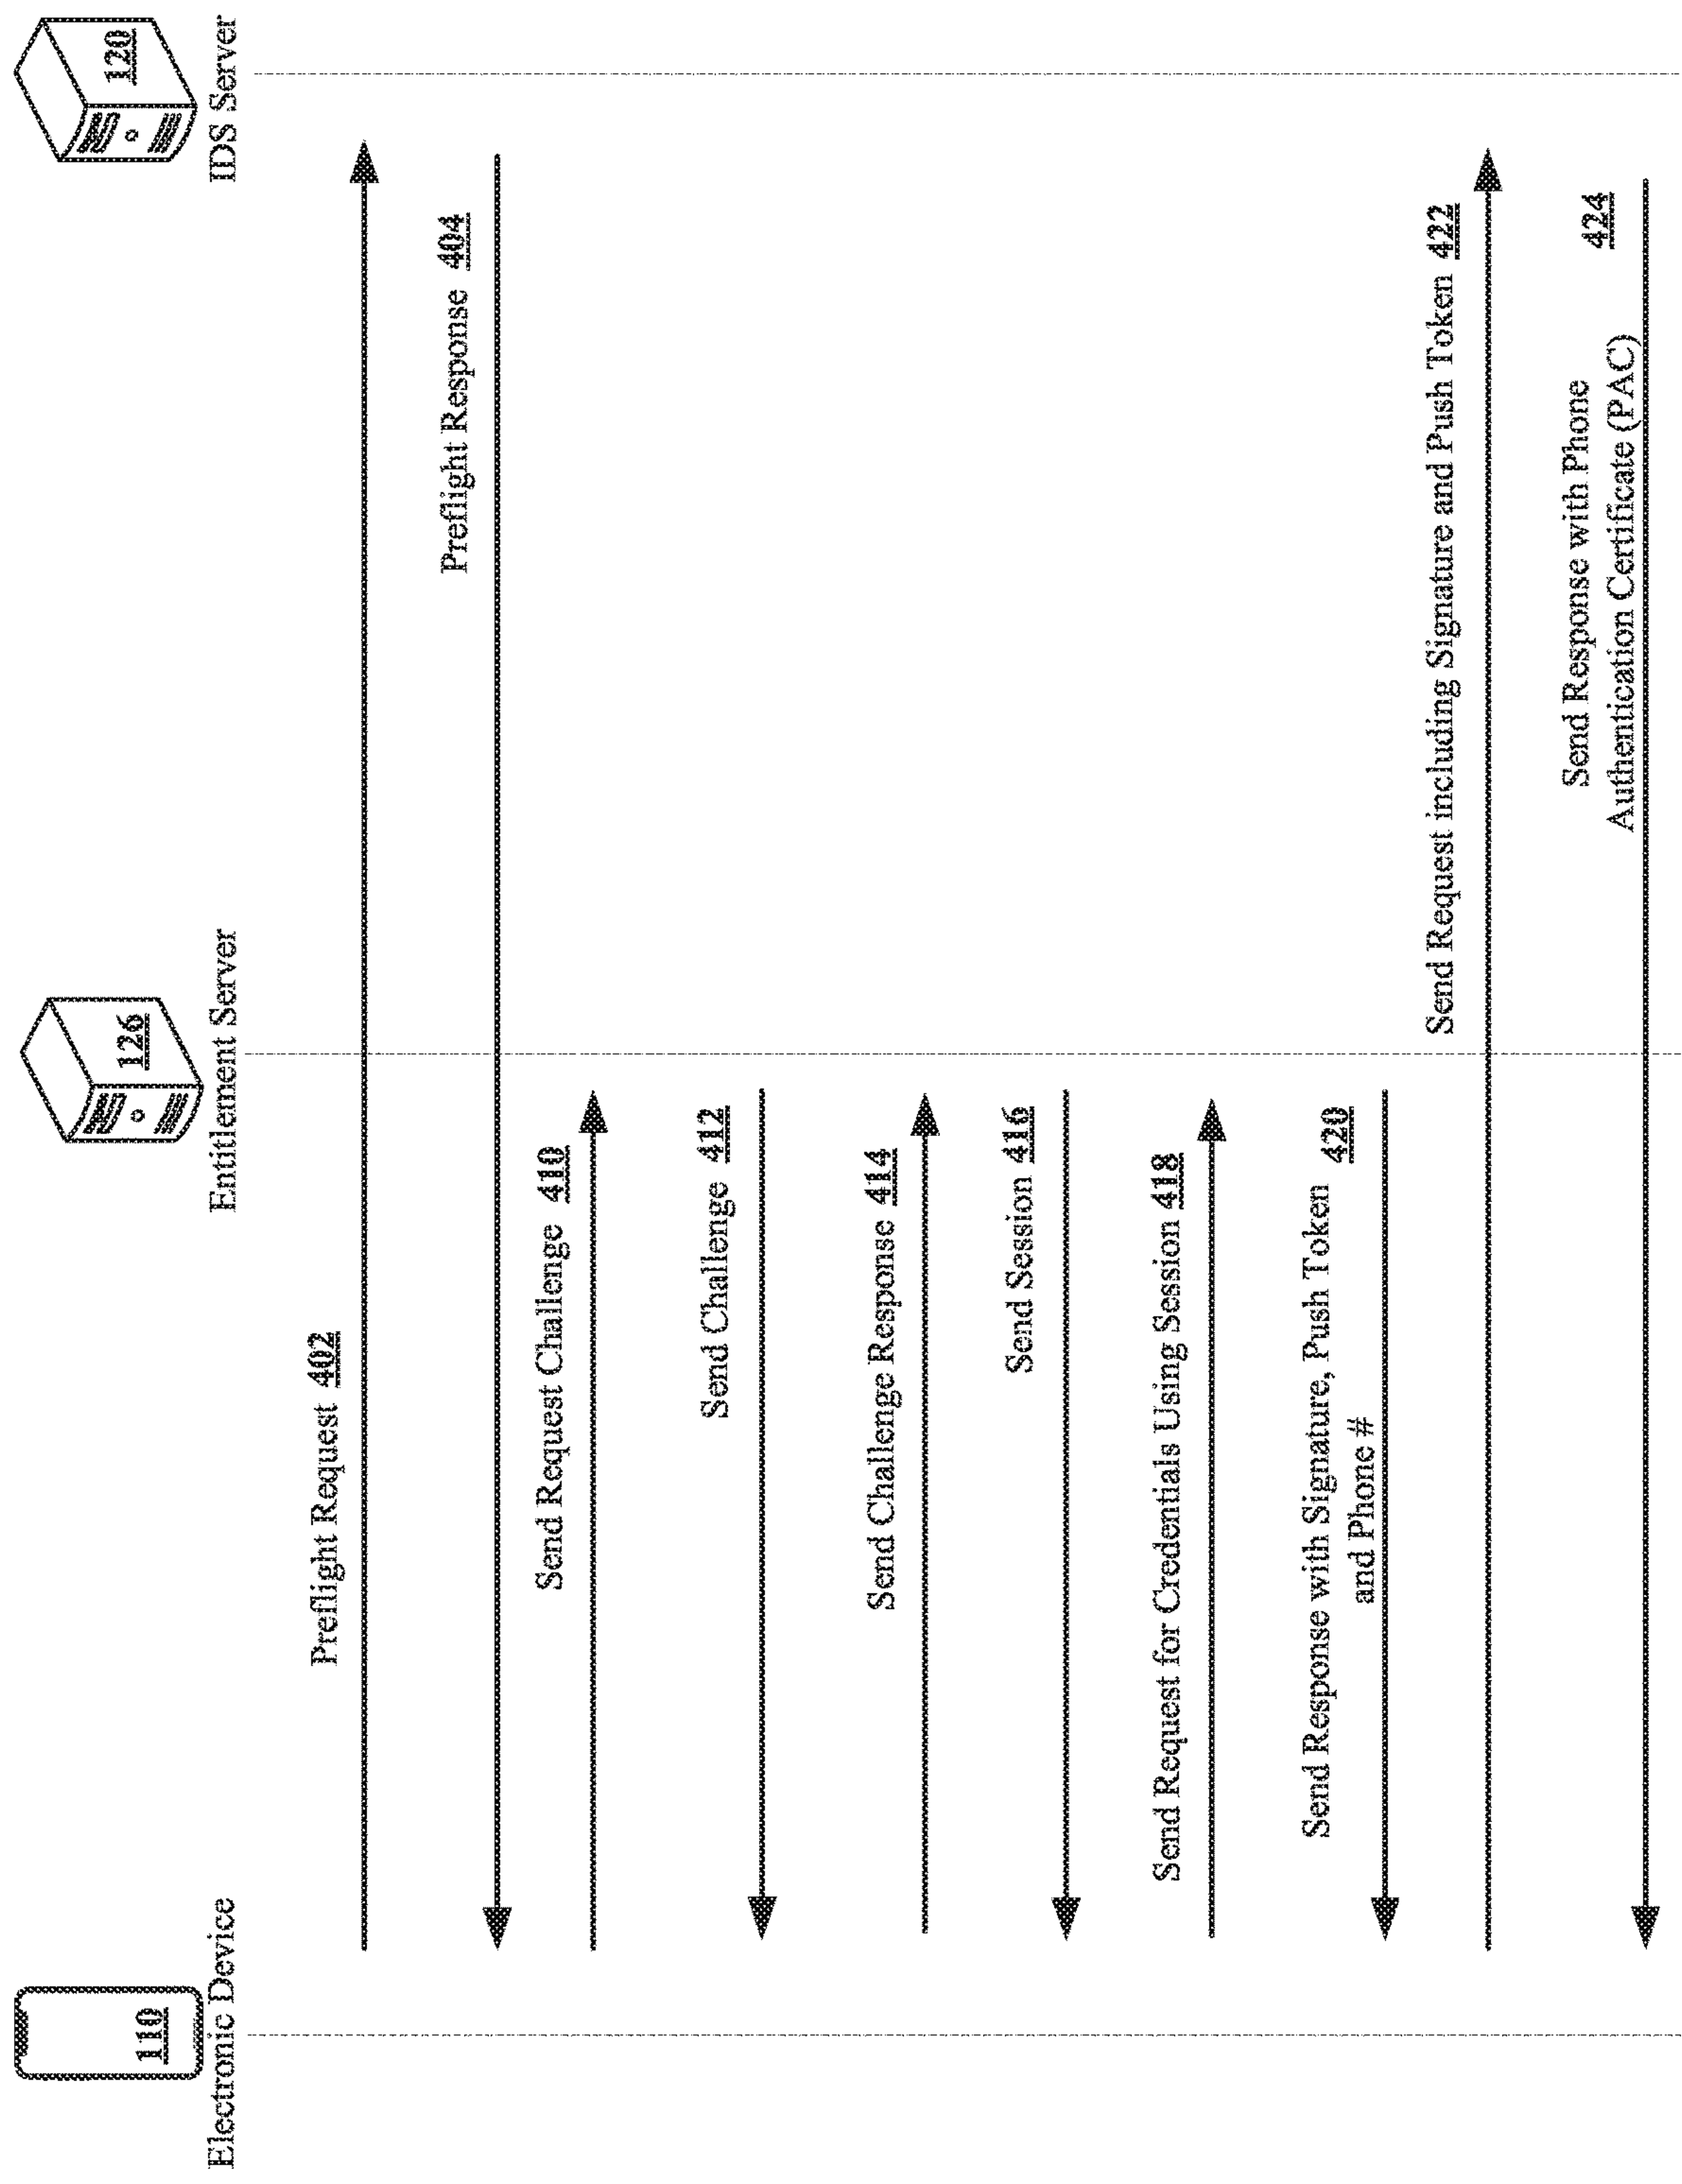 110
Electronic Device
126
Entitlement Server
120
IDS Server
Preflight Request 402
Preflight Response 404
Send Request Challenge 410
Send Challenge 412
Send Challenge Response 414
Send Session 416
Send Request for Credentials Using Session 418
Send Response with Signature, Push Token 420
and Phone #
Send Request including Signature and Push Token 422
Send Response with Phone 424
Authentication Certificate (PAC)